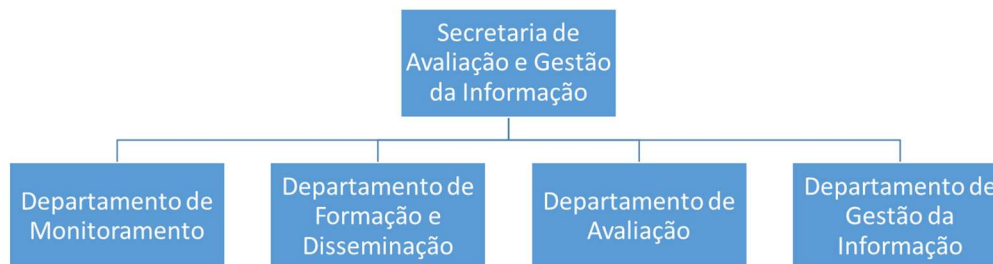 Secretaria de
Avaliação e Gestão
da Informação
Departamento de
Monitoramento
Departamento de
Formação e
Disseminação
Departamento de
Avaliação
Departamento de
Gestão da
Informação